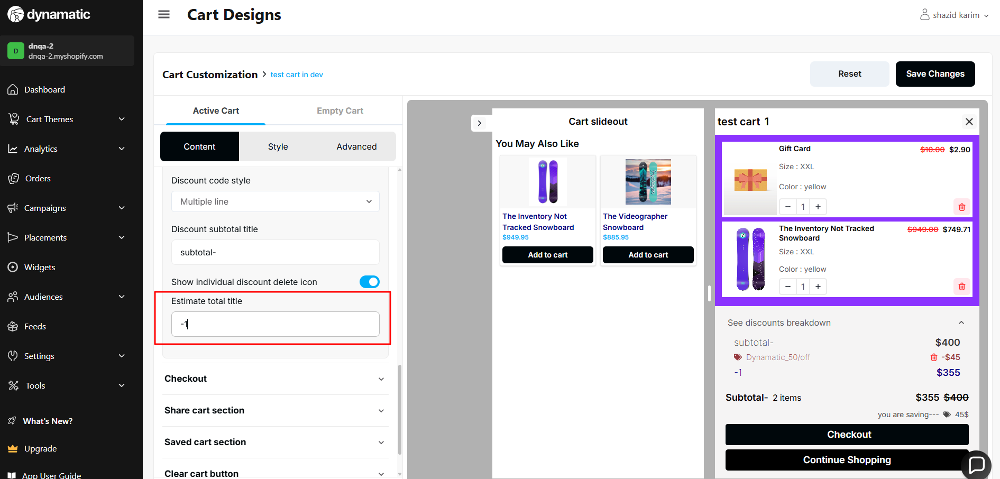 dynamatic
Cart Designs
shazid karim
D
dnqa-2
dnqa-2.myshopify.com
Dashboard
Cart Themes
Analytics
Orders
Campaigns
Placements
Widgets
Audiences
Feeds
Settings
Tools
What's New?
Upgrade
App User Guide
Cart Customization > test cart in dev
Reset
Save Changes
Active Cart
Empty Cart
Content
Style
Advanced
Discount code style
Multiple line
Discount subtotal title
subtotal-
Show individual discount delete icon
Estimate total title
-1
Checkout
Share cart section
Saved cart section
Clear cart button
Cart slideout
You May Also Like
The Inventory Not
Tracked Snowboard
$949.95
Add to cart
The Videographer
Snowboard
$885.95
Add to cart
test cart 1
Gift Card
$10.00 $2.90
Size : XXL
Color : yellow
− 1 +
The Inventory Not Tracked
Snowboard
$949.00 $749.71
Size : XXL
Color : yellow
− 1 +
See discounts breakdown
subtotal- $400
Dynamatic_50/off -$45
-1 $355
Subtotal- 2 items $355 $400
you are saving--- 45$
Checkout
Continue Shopping